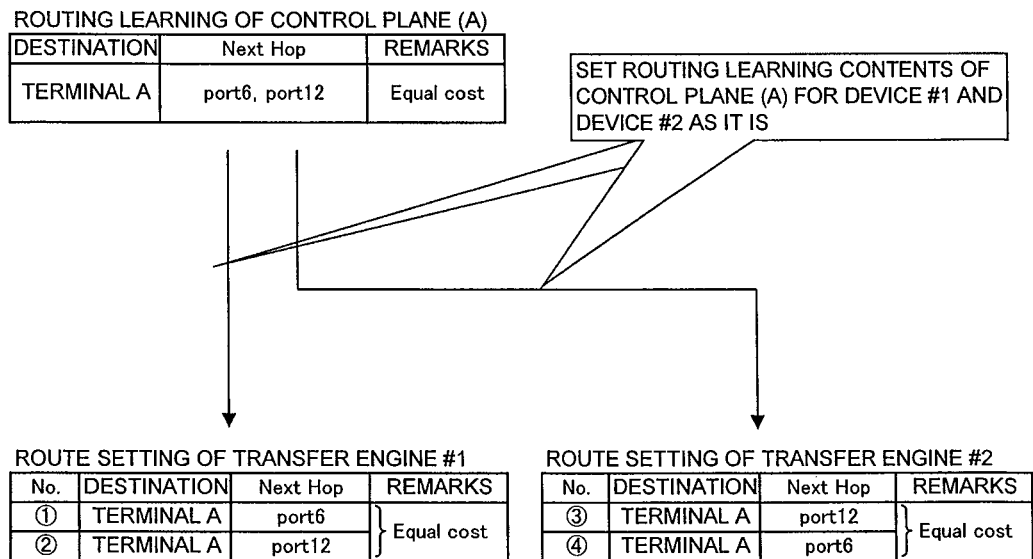 ROUTING LEARNING OF CONTROL PLANE (A)
DESTINATION Next Hop REMARKS
TERMINAL A port6, port12 Equal cost
SET ROUTING LEARNING CONTENTS OF
CONTROL PLANE (A) FOR DEVICE #1 AND
DEVICE #2 AS IT IS
ROUTE SETTING OF TRANSFER ENGINE #1
No. DESTINATION Next Hop REMARKS
① TERMINAL A port6 Equal cost
② TERMINAL A port12
ROUTE SETTING OF TRANSFER ENGINE #2
No. DESTINATION Next Hop REMARKS
③ TERMINAL A port12 Equal cost
④ TERMINAL A port6